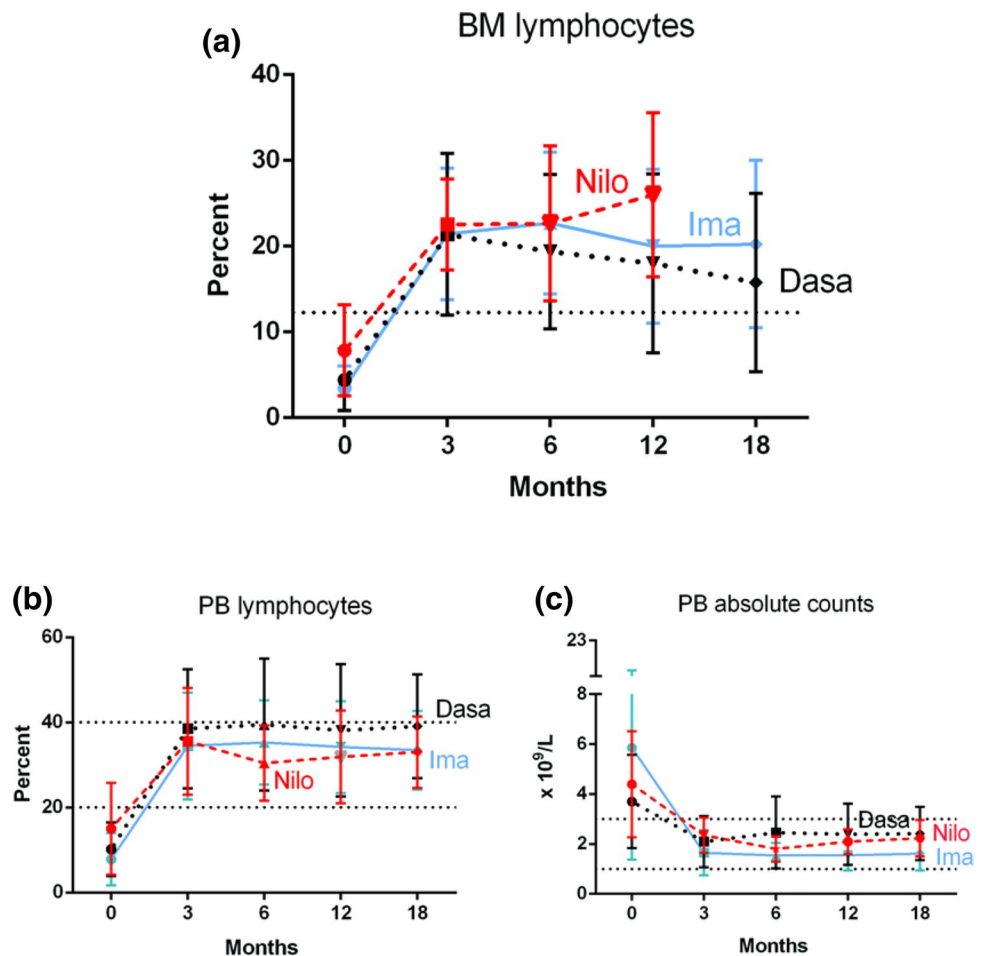 (a)
BM lymphocytes
40
30
20
10
0
Percent
Nilo
Ima
Dasa
0 3 6 12 18
Months
(b)
PB lymphocytes
60
40
20
0
Percent
Dasa
Ima
Nilo
0 3 6 12 18
Months
(c)
PB absolute counts
23
8
6
4
2
0
x 10⁹/L
Dasa
Nilo
Ima
0 3 6 12 18
Months